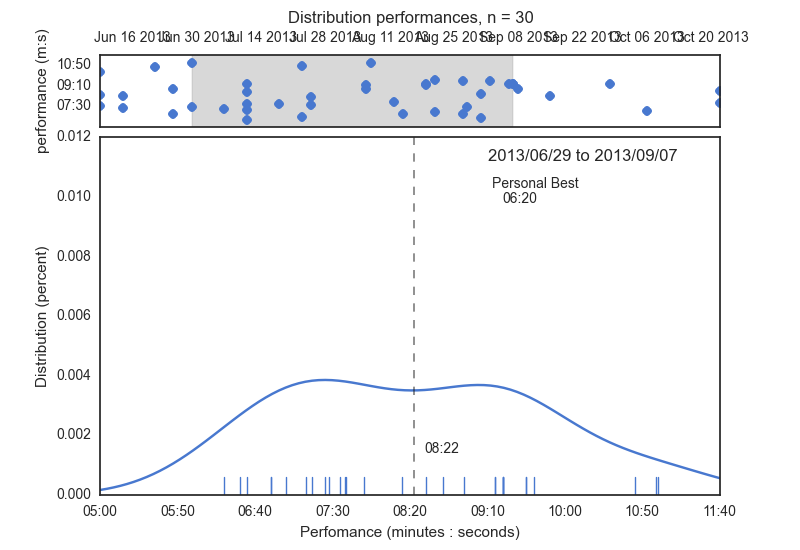 Distribution performances, n = 30
Jun 16 2013 Jun 30 2013 Jul 14 2013 Jul 28 2013 Aug 11 2013 Aug 25 2013 Sep 08 2013 Sep 22 2013 Oct 06 2013 Oct 20 2013
performance (m:s)
10:50
09:10
07:30
0.012
2013/06/29 to 2013/09/07
Personal Best
06:20
0.010
0.008
0.006
0.004
0.002
0.000
Distribution (percent)
08:22
05:00 05:50 06:40 07:30 08:20 09:10 10:00 10:50 11:40
Perfomance (minutes : seconds)